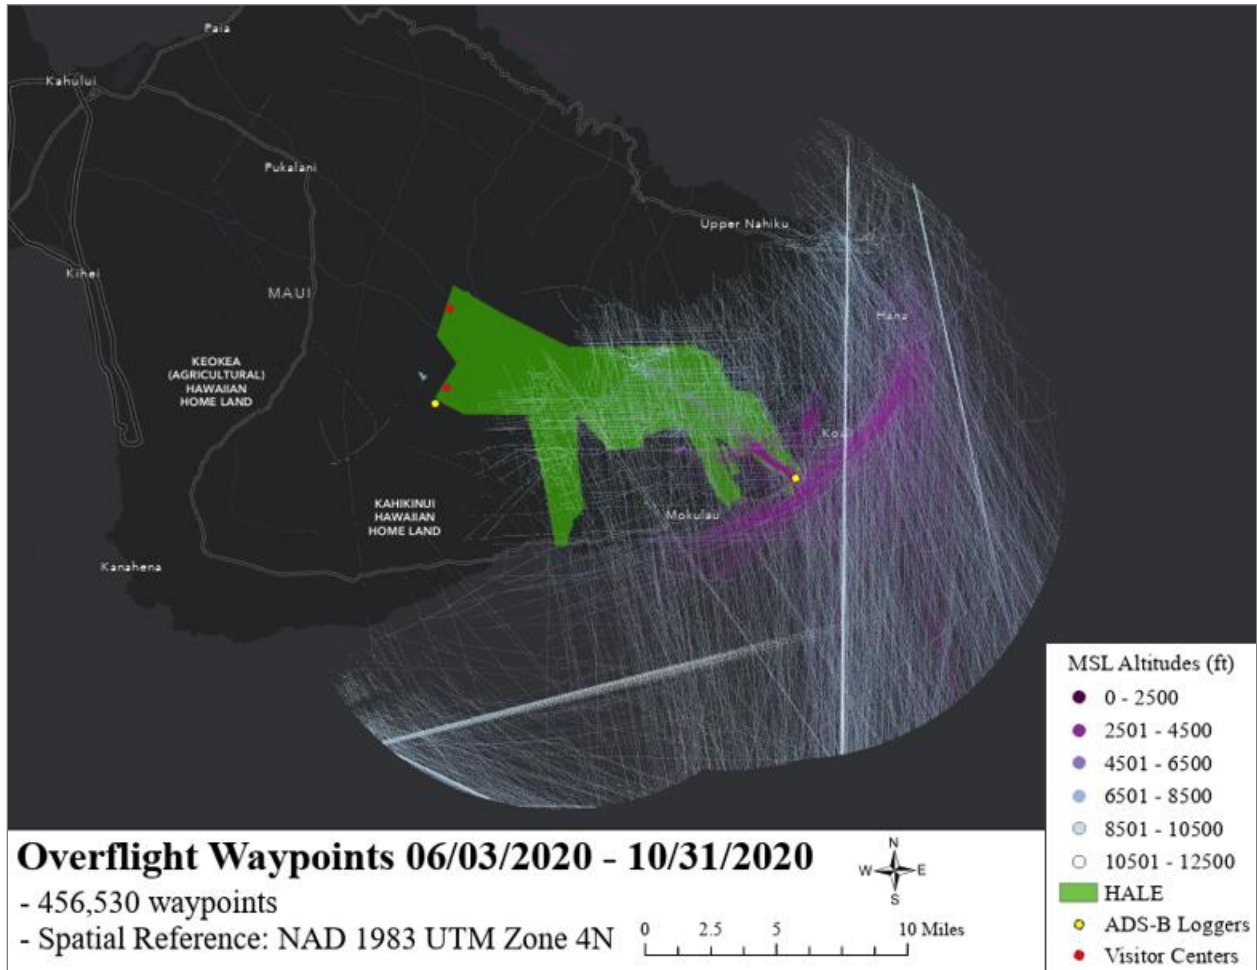 Paia
Kahului
Pukalani
Upper Nahiku
Kihei
MAUI
Hana
KEOKEA
(AGRICULTURAL)
HAWAIIAN
HOME LAND
KAHIKINUI
HAWAIIAN
HOME LAND
Mokulau
Kanahena
MSL Altitudes (ft)
0 - 2500
2501 - 4500
4501 - 6500
6501 - 8500
8501 - 10500
10501 - 12500
HALE
ADS-B Loggers
Visitor Centers
Overflight Waypoints 06/03/2020 - 10/31/2020
- 456,530 waypoints
- Spatial Reference: NAD 1983 UTM Zone 4N
N
W E
S
0 2.5 5 10 Miles